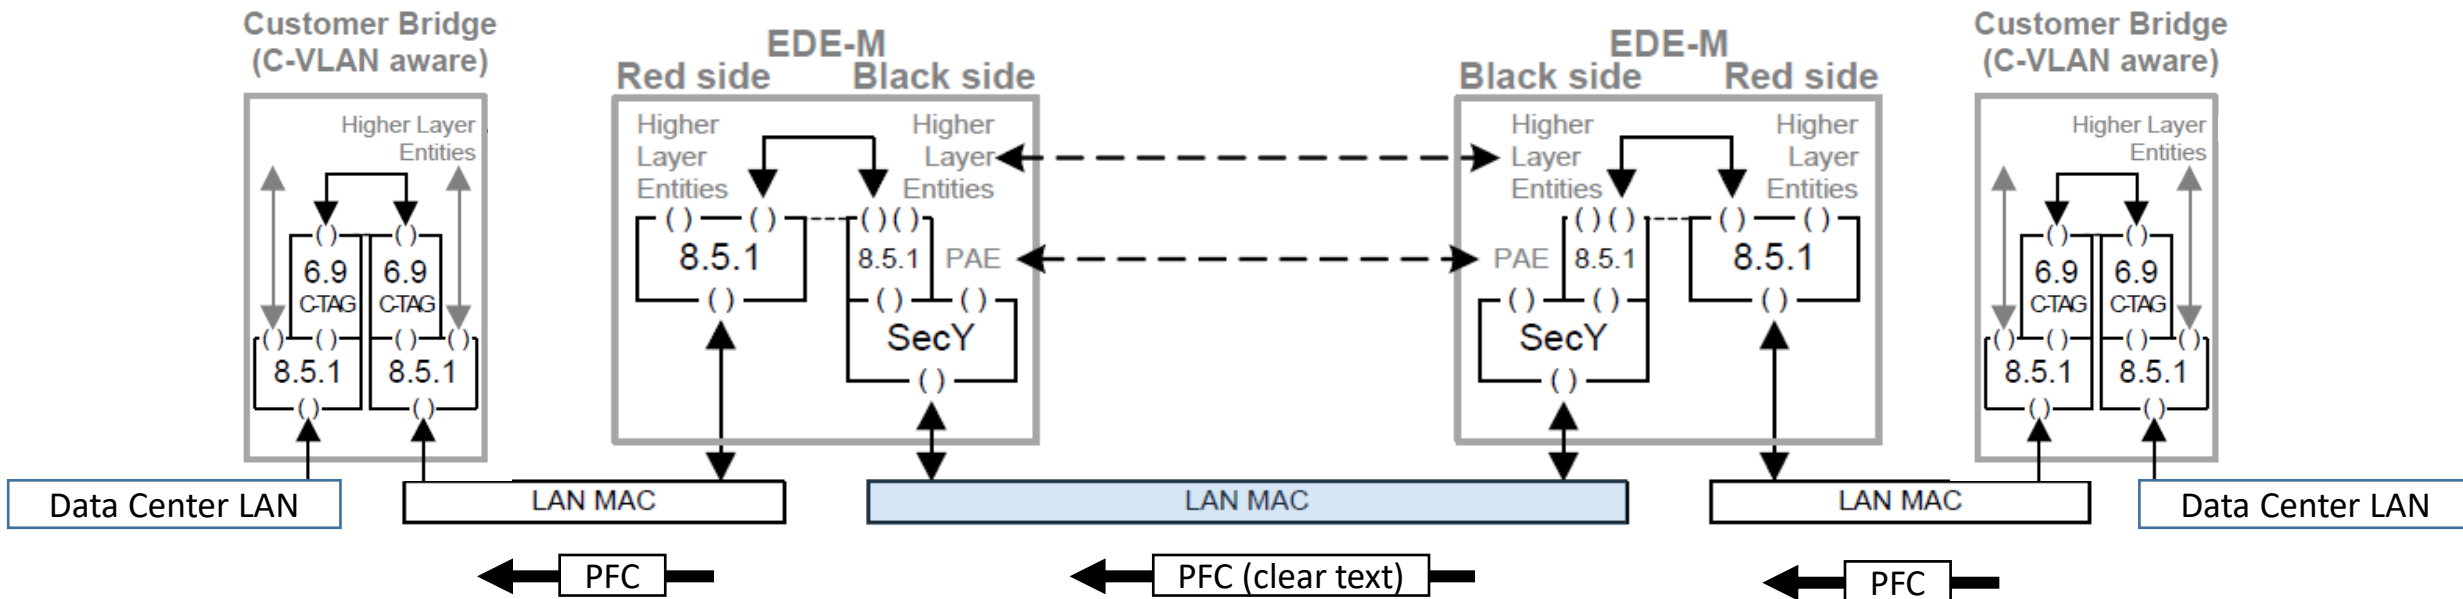 Customer Bridge
(C-VLAN aware)
Higher Layer
Entities
6.9
C-TAG
6.9
C-TAG
8.5.1
8.5.1
Data Center LAN
EDE-M
Red side
Black side
Higher
Layer
Entities
Higher
Layer
Entities
8.5.1
8.5.1
PAE
SecY
LAN MAC
LAN MAC
EDE-M
Black side
Red side
Higher
Layer
Entities
Higher
Layer
Entities
PAE
8.5.1
8.5.1
SecY
LAN MAC
Customer Bridge
(C-VLAN aware)
Higher Layer
Entities
6.9
C-TAG
6.9
C-TAG
8.5.1
8.5.1
Data Center LAN
PFC
PFC (clear text)
PFC